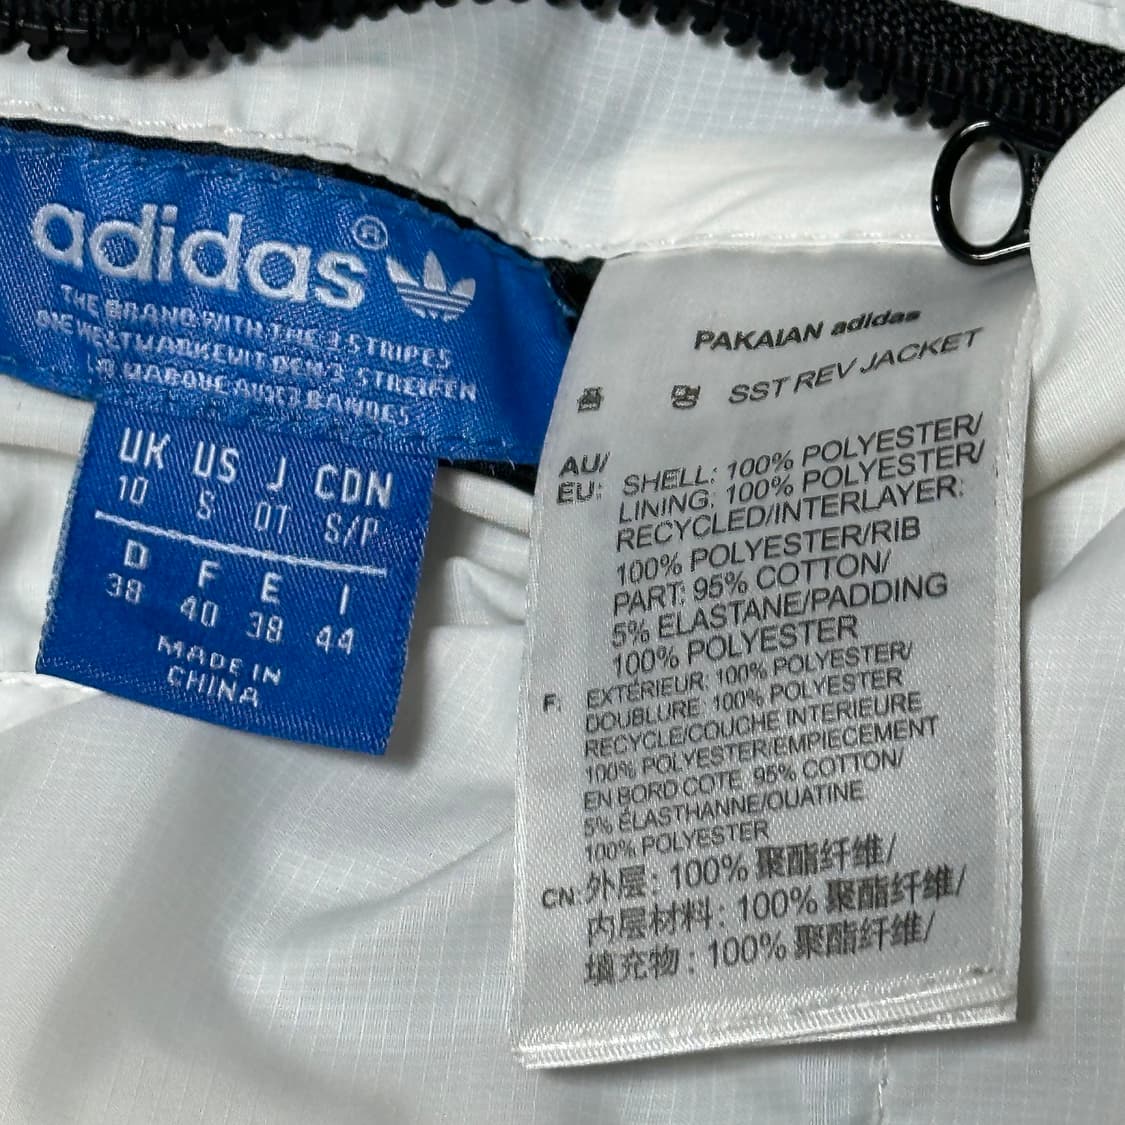 adidas®
THE BRAND WITH THE 3 STRIPES
DIE WELTMARKE MIT DEN 3 STREIFEN
LA MARQUE AUX 3 BANDES
UK US J CDN
10 S OT S/P
D F E I
38 40 38 44
MADE IN
CHINA
PAKAIAN adidas
SST REV JACKET
AU/
EU: SHELL: 100% POLYESTER/
LINING: 100% POLYESTER/
RECYCLED/INTERLAYER:
100% POLYESTER/RIB
PART: 95% COTTON/
5% ELASTANE/PADDING
100% POLYESTER
F: EXTÉRIEUR: 100% POLYESTER/
DOUBLURE: 100% POLYESTER
RECYCLE/COUCHE INTERIEURE
100% POLYESTER/EMPIECEMENT
EN BORD COTE: 95% COTTON/
5% ÉLASTHANNE/OUATINE
100% POLYESTER
CN: 外层: 100% 聚酯纤维/
内层材料: 100% 聚酯纤维/
填充物: 100% 聚酯纤维/